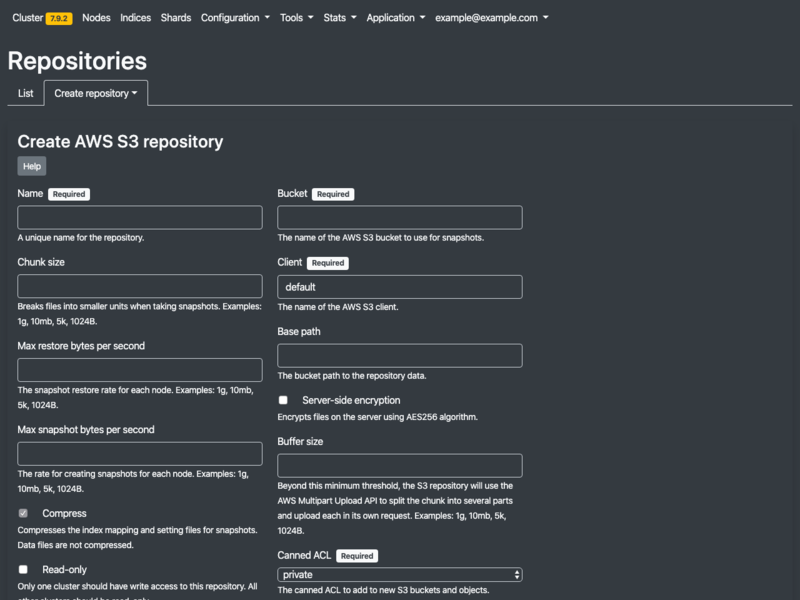 Cluster 7.9.2 Nodes Indices Shards Configuration Tools Stats Application example@example.com
Repositories
List Create repository
Create AWS S3 repository
Help
Name Required
A unique name for the repository.
Chunk size
Breaks files into smaller units when taking snapshots. Examples:
1g, 10mb, 5k, 1024B.
Max restore bytes per second
The snapshot restore rate for each node. Examples: 1g, 10mb,
5k, 1024B.
Max snapshot bytes per second
The rate for creating snapshots for each node. Examples: 1g,
10mb, 5k, 1024B.
Compress
Compresses the index mapping and setting files for snapshots.
Data files are not compressed.
Read-only
Only one cluster should have write access to this repository. All
other clusters should be read-only.
Bucket Required
The name of the AWS S3 bucket to use for snapshots.
Client Required
default
The name of the AWS S3 client.
Base path
The bucket path to the repository data.
Server-side encryption
Encrypts files on the server using AES256 algorithm.
Buffer size
Beyond this minimum threshold, the S3 repository will use the
AWS Multipart Upload API to split the chunk into several parts
and upload each in its own request. Examples: 1g, 10mb, 5k,
1024B.
Canned ACL Required
private
The canned ACL to add to new S3 buckets and objects.